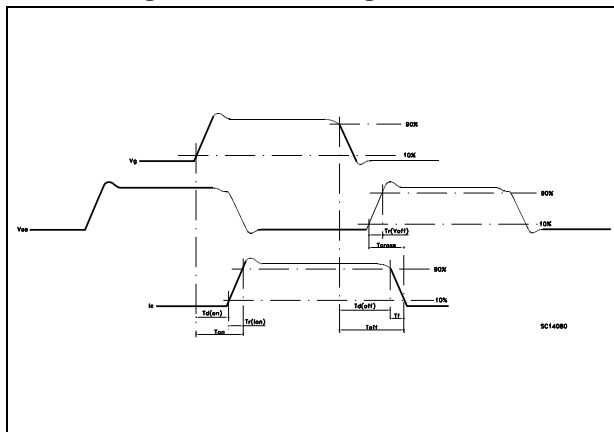 90%
Vg
10%
90%
Vce
10%
Tr(Voff)
Tcross
90%
Ic
10%
Td(on)
Td(off)
Tf
Tr(Ion)
Ton
Toff
SC14080